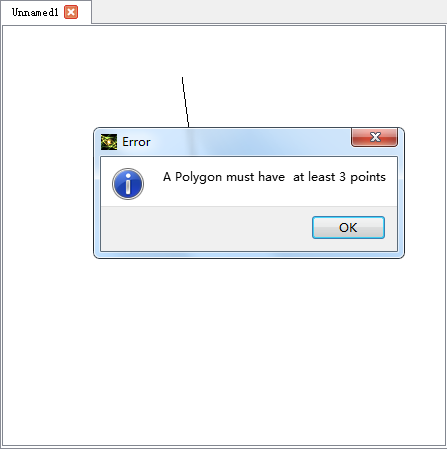 Unnamed1
Error
A Polygon must have  at least 3 points
OK